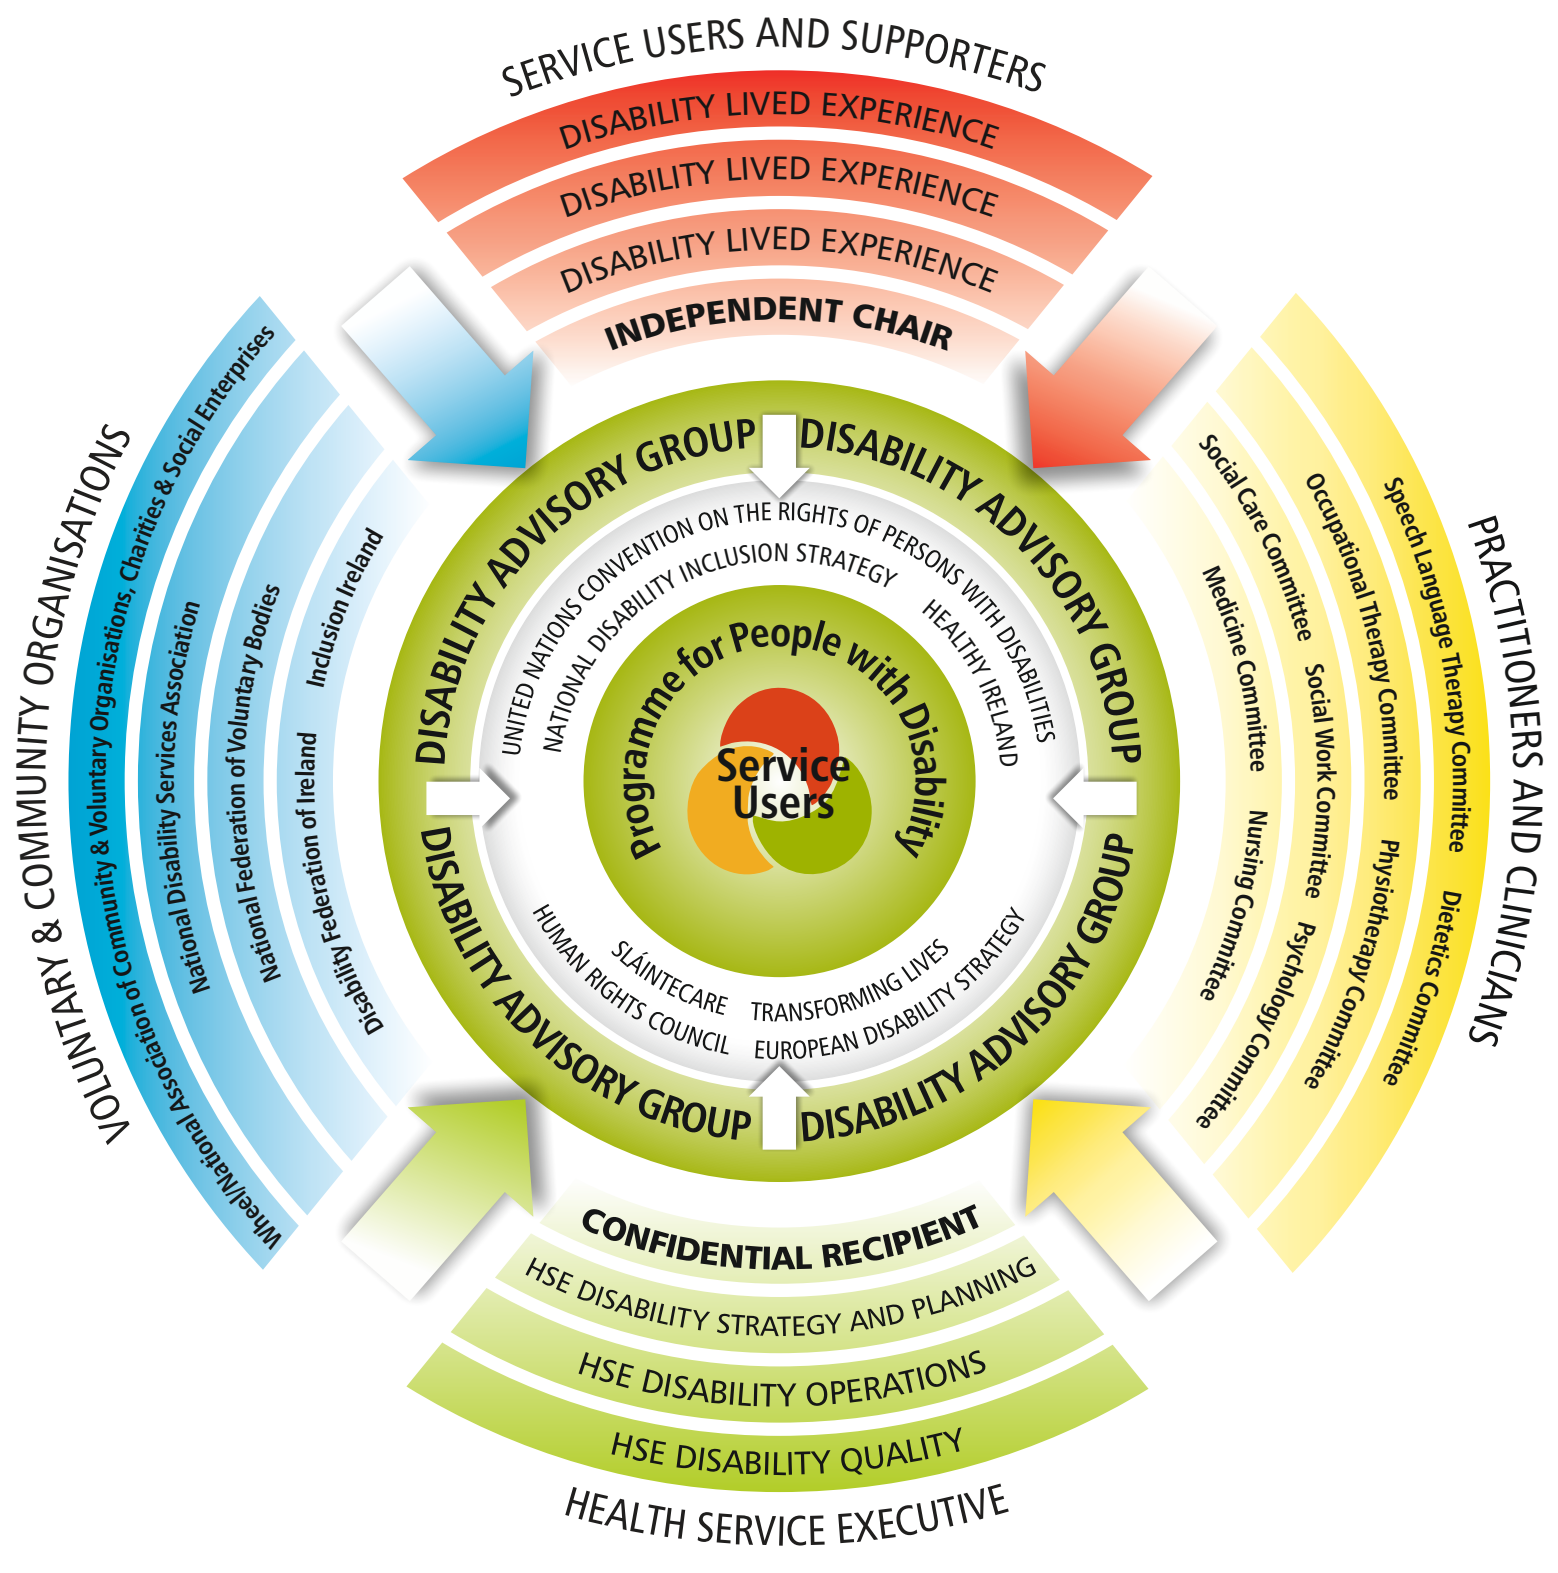 SERVICE USERS AND SUPPORTERS
DISABILITY LIVED EXPERIENCE
DISABILITY LIVED EXPERIENCE
DISABILITY LIVED EXPERIENCE
INDEPENDENT CHAIR
VOLUNTARY & COMMUNITY ORGANISATIONS
Wheel/National Association of Community & Voluntary Organisations, Charities & Social Enterprises
National Disability Services Association
National Federation of Voluntary Bodies
Disability Federation of Ireland
Inclusion Ireland
DISABILITY ADVISORY GROUP
DISABILITY ADVISORY GROUP
DISABILITY ADVISORY GROUP
DISABILITY ADVISORY GROUP
UNITED NATIONS CONVENTION ON THE RIGHTS OF PERSONS WITH DISABILITIES
NATIONAL DISABILITY INCLUSION STRATEGY
HEALTHY IRELAND
Programme for People with Disability
Service
Users
SLÁINTECARE
TRANSFORMING LIVES
HUMAN RIGHTS COUNCIL
EUROPEAN DISABILITY STRATEGY
PRACTITIONERS AND CLINICIANS
Speech Language Therapy Committee
Dietetics Committee
Occupational Therapy Committee
Physiotherapy Committee
Social Care Committee
Social Work Committee
Psychology Committee
Medicine Committee
Nursing Committee
CONFIDENTIAL RECIPIENT
HSE DISABILITY STRATEGY AND PLANNING
HSE DISABILITY OPERATIONS
HSE DISABILITY QUALITY
HEALTH SERVICE EXECUTIVE